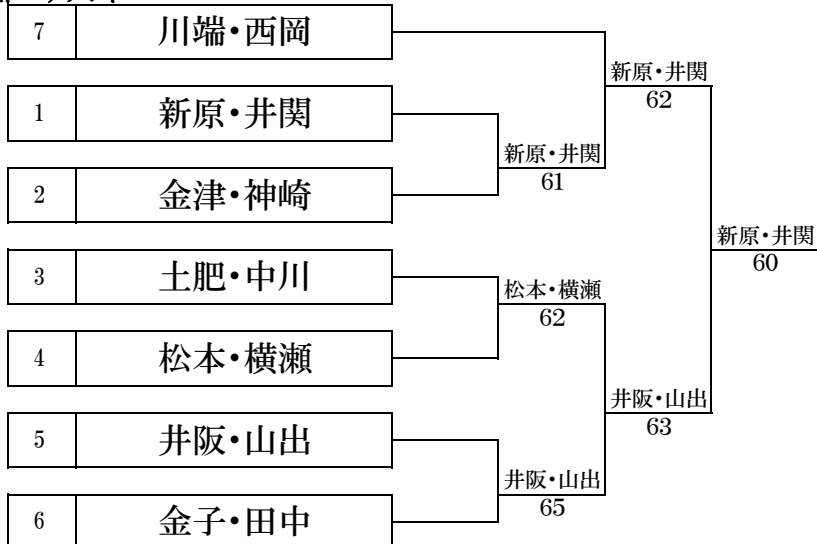 7 川端・西岡
新原・井関
62
1 新原・井関
新原・井関
61
2 金津・神崎
新原・井関
60
3 土肥・中川
松本・横瀬
62
4 松本・横瀬
井阪・山出
63
5 井阪・山出
井阪・山出
65
6 金子・田中